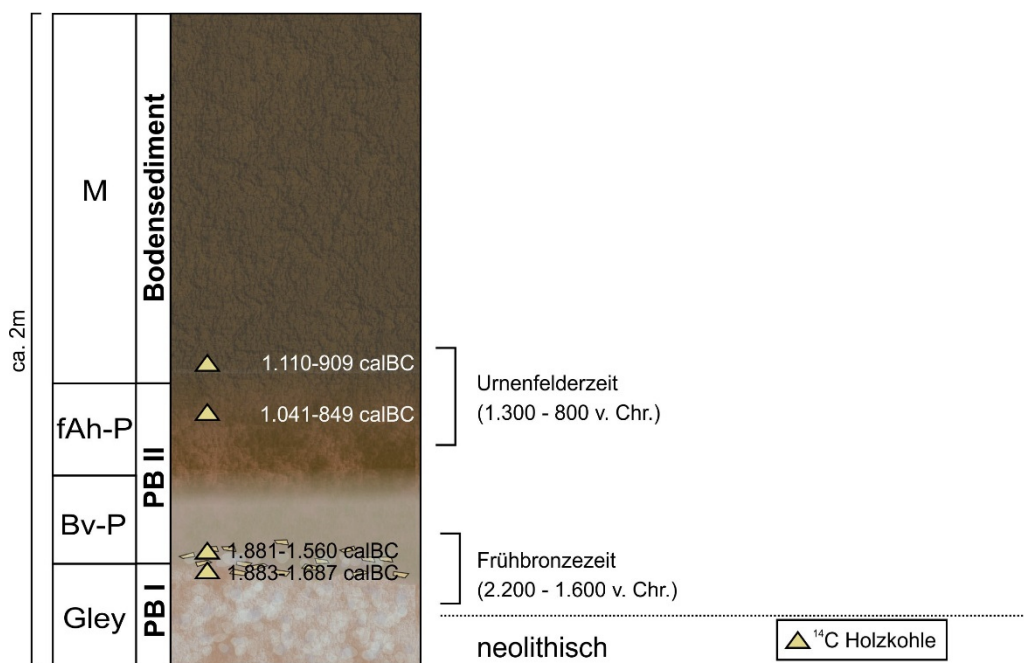 ca. 2m
M
Bodensediment
1.110-909 calBC
Urnenfelderzeit
(1.300 - 800 v. Chr.)
fAh-P
1.041-849 calBC
PB II
Bv-P
1.881-1.560 calBC
Frühbronzezeit
(2.200 - 1.600 v. Chr.)
1.883-1.687 calBC
Gley
PB I
neolithisch
¹⁴C Holzkohle